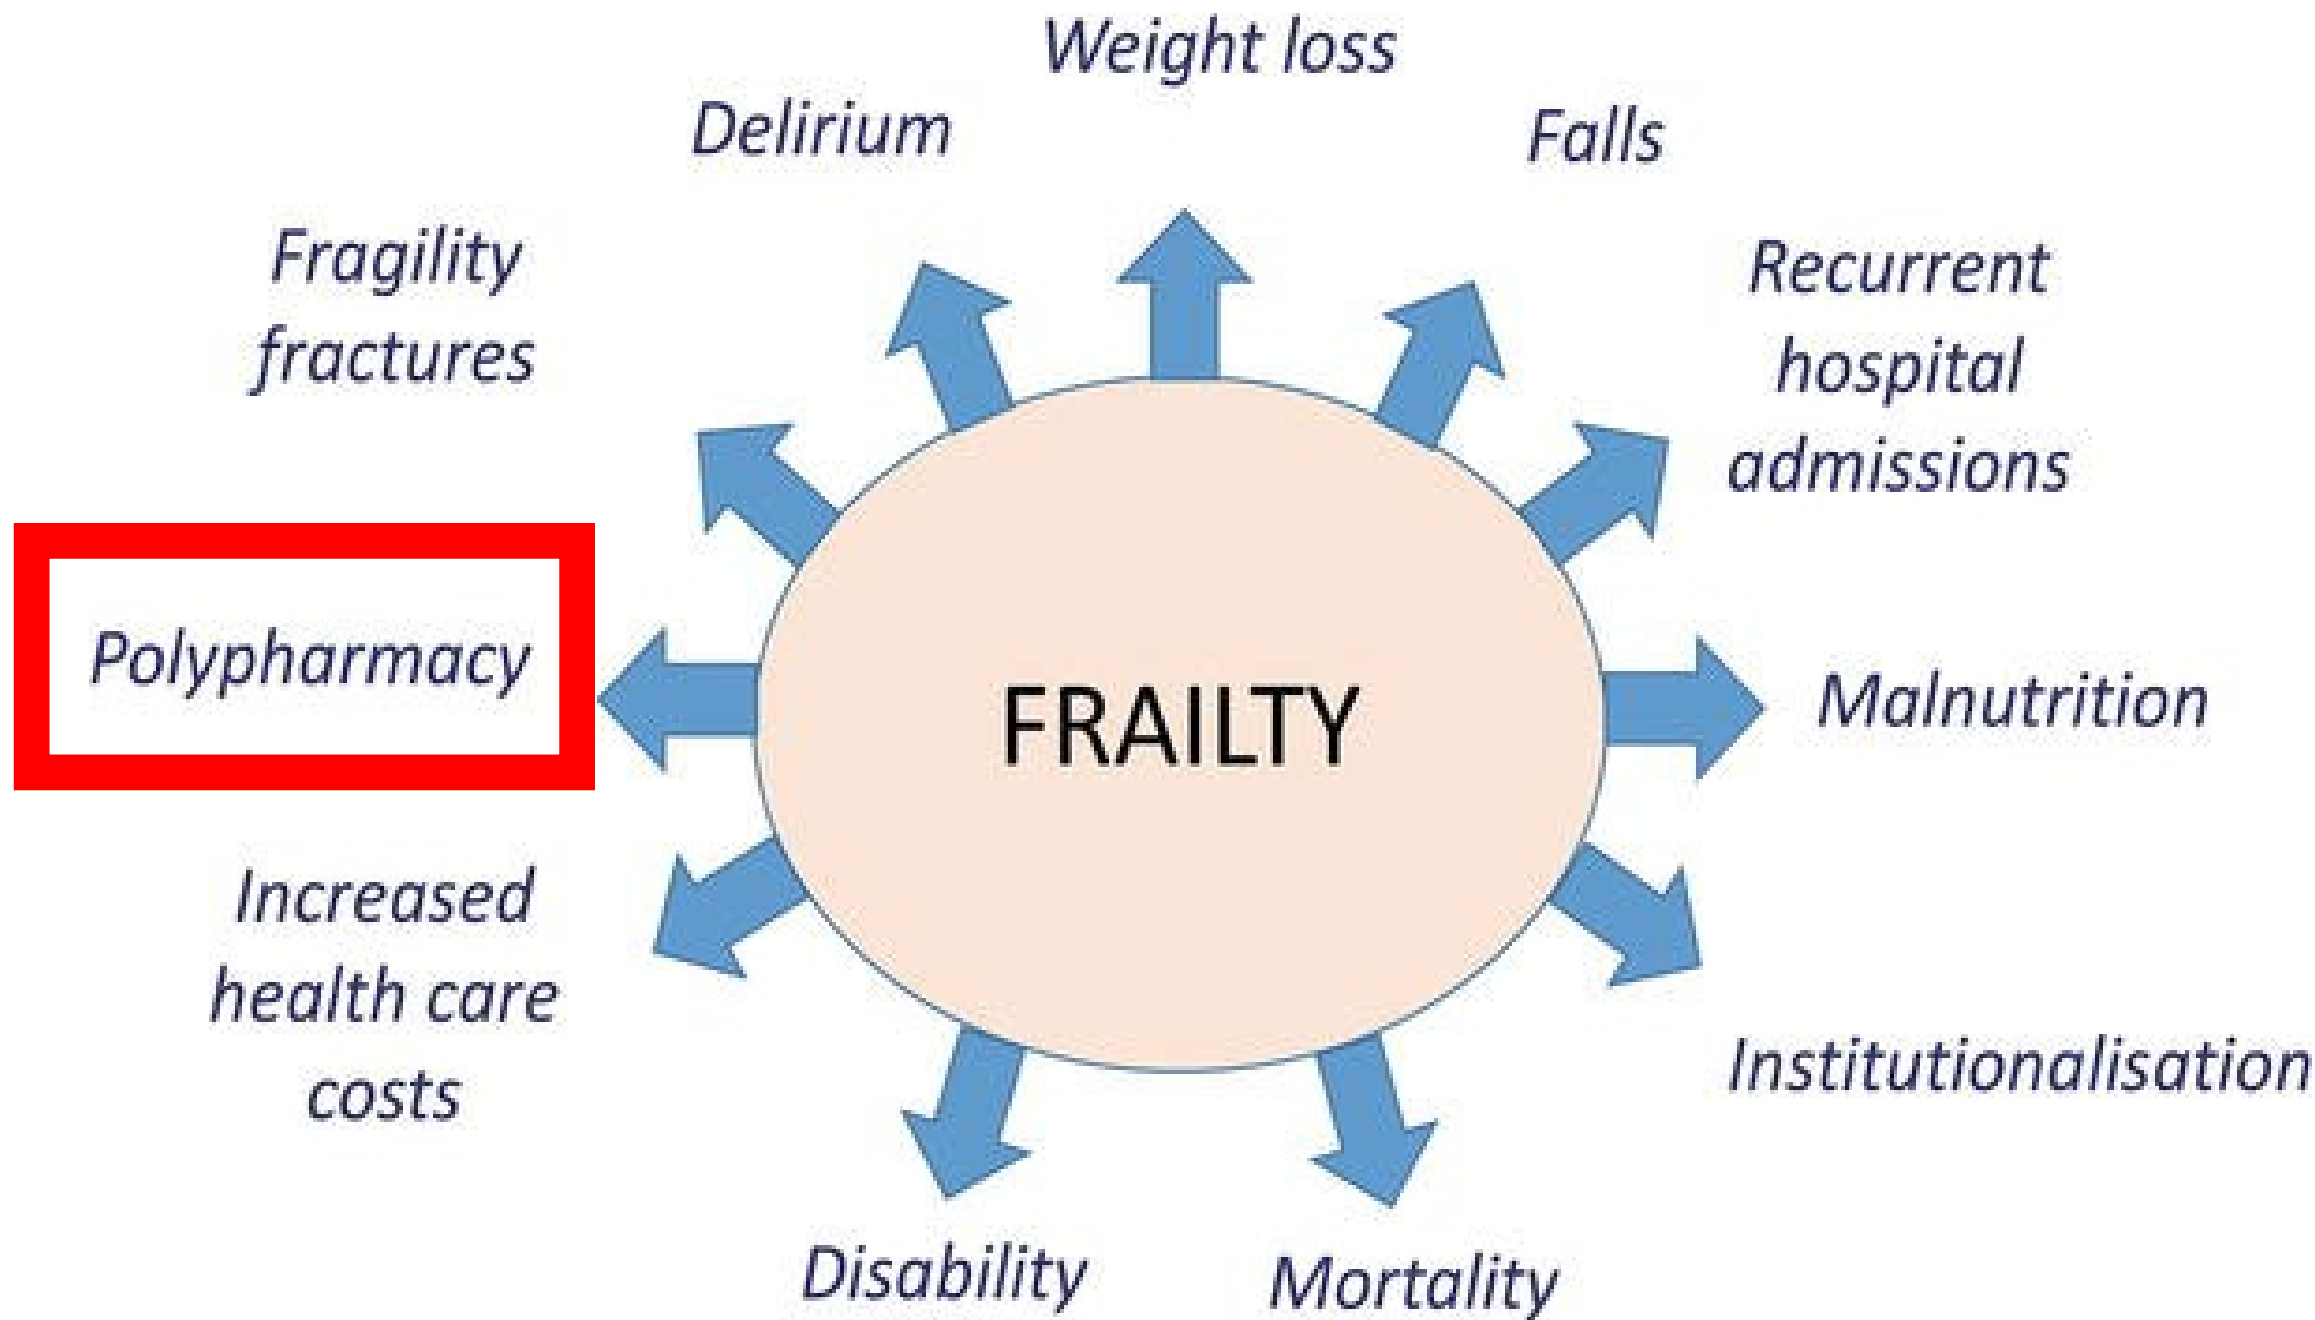 Weight loss
Delirium
Falls
Fragility
fractures
Recurrent
hospital
admissions
Polypharmacy
FRAILTY
Malnutrition
Increased
health care
costs
Institutionalisation
Disability
Mortality